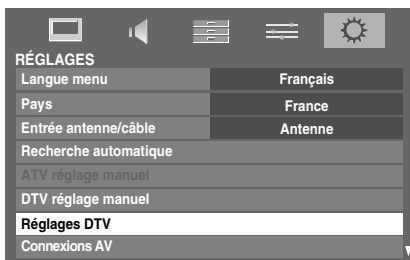 RÉGLAGES
Langue menu Français
Pays France
Entrée antenne/câble Antenne
Recherche automatique
ATV réglage manuel
DTV réglage manuel
Réglages DTV
Connexions AV